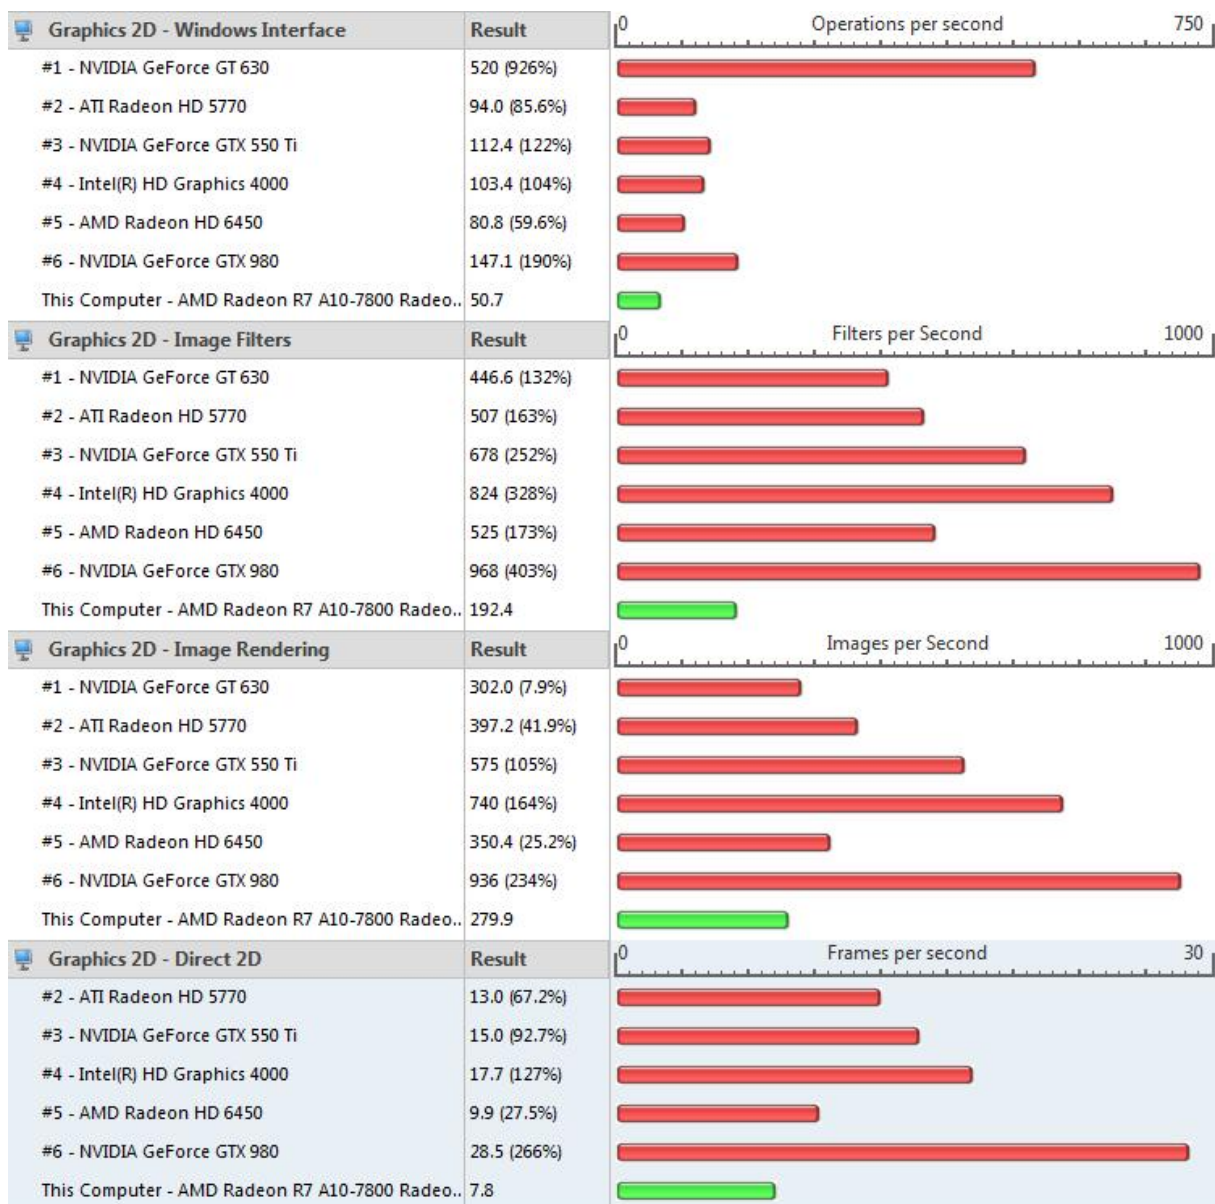 Graphics 2D - Windows Interface Result 0 Operations per second 750
#1 - NVIDIA GeForce GT 630 520 (926%)
#2 - ATI Radeon HD 5770 94.0 (85.6%)
#3 - NVIDIA GeForce GTX 550 Ti 112.4 (122%)
#4 - Intel(R) HD Graphics 4000 103.4 (104%)
#5 - AMD Radeon HD 6450 80.8 (59.6%)
#6 - NVIDIA GeForce GTX 980 147.1 (190%)
This Computer - AMD Radeon R7 A10-7800 Radeo.. 50.7
Graphics 2D - Image Filters Result 0 Filters per Second 1000
#1 - NVIDIA GeForce GT 630 446.6 (132%)
#2 - ATI Radeon HD 5770 507 (163%)
#3 - NVIDIA GeForce GTX 550 Ti 678 (252%)
#4 - Intel(R) HD Graphics 4000 824 (328%)
#5 - AMD Radeon HD 6450 525 (173%)
#6 - NVIDIA GeForce GTX 980 968 (403%)
This Computer - AMD Radeon R7 A10-7800 Radeo.. 192.4
Graphics 2D - Image Rendering Result 0 Images per Second 1000
#1 - NVIDIA GeForce GT 630 302.0 (7.9%)
#2 - ATI Radeon HD 5770 397.2 (41.9%)
#3 - NVIDIA GeForce GTX 550 Ti 575 (105%)
#4 - Intel(R) HD Graphics 4000 740 (164%)
#5 - AMD Radeon HD 6450 350.4 (25.2%)
#6 - NVIDIA GeForce GTX 980 936 (234%)
This Computer - AMD Radeon R7 A10-7800 Radeo.. 279.9
Graphics 2D - Direct 2D Result 0 Frames per second 30
#2 - ATI Radeon HD 5770 13.0 (67.2%)
#3 - NVIDIA GeForce GTX 550 Ti 15.0 (92.7%)
#4 - Intel(R) HD Graphics 4000 17.7 (127%)
#5 - AMD Radeon HD 6450 9.9 (27.5%)
#6 - NVIDIA GeForce GTX 980 28.5 (266%)
This Computer - AMD Radeon R7 A10-7800 Radeo.. 7.8